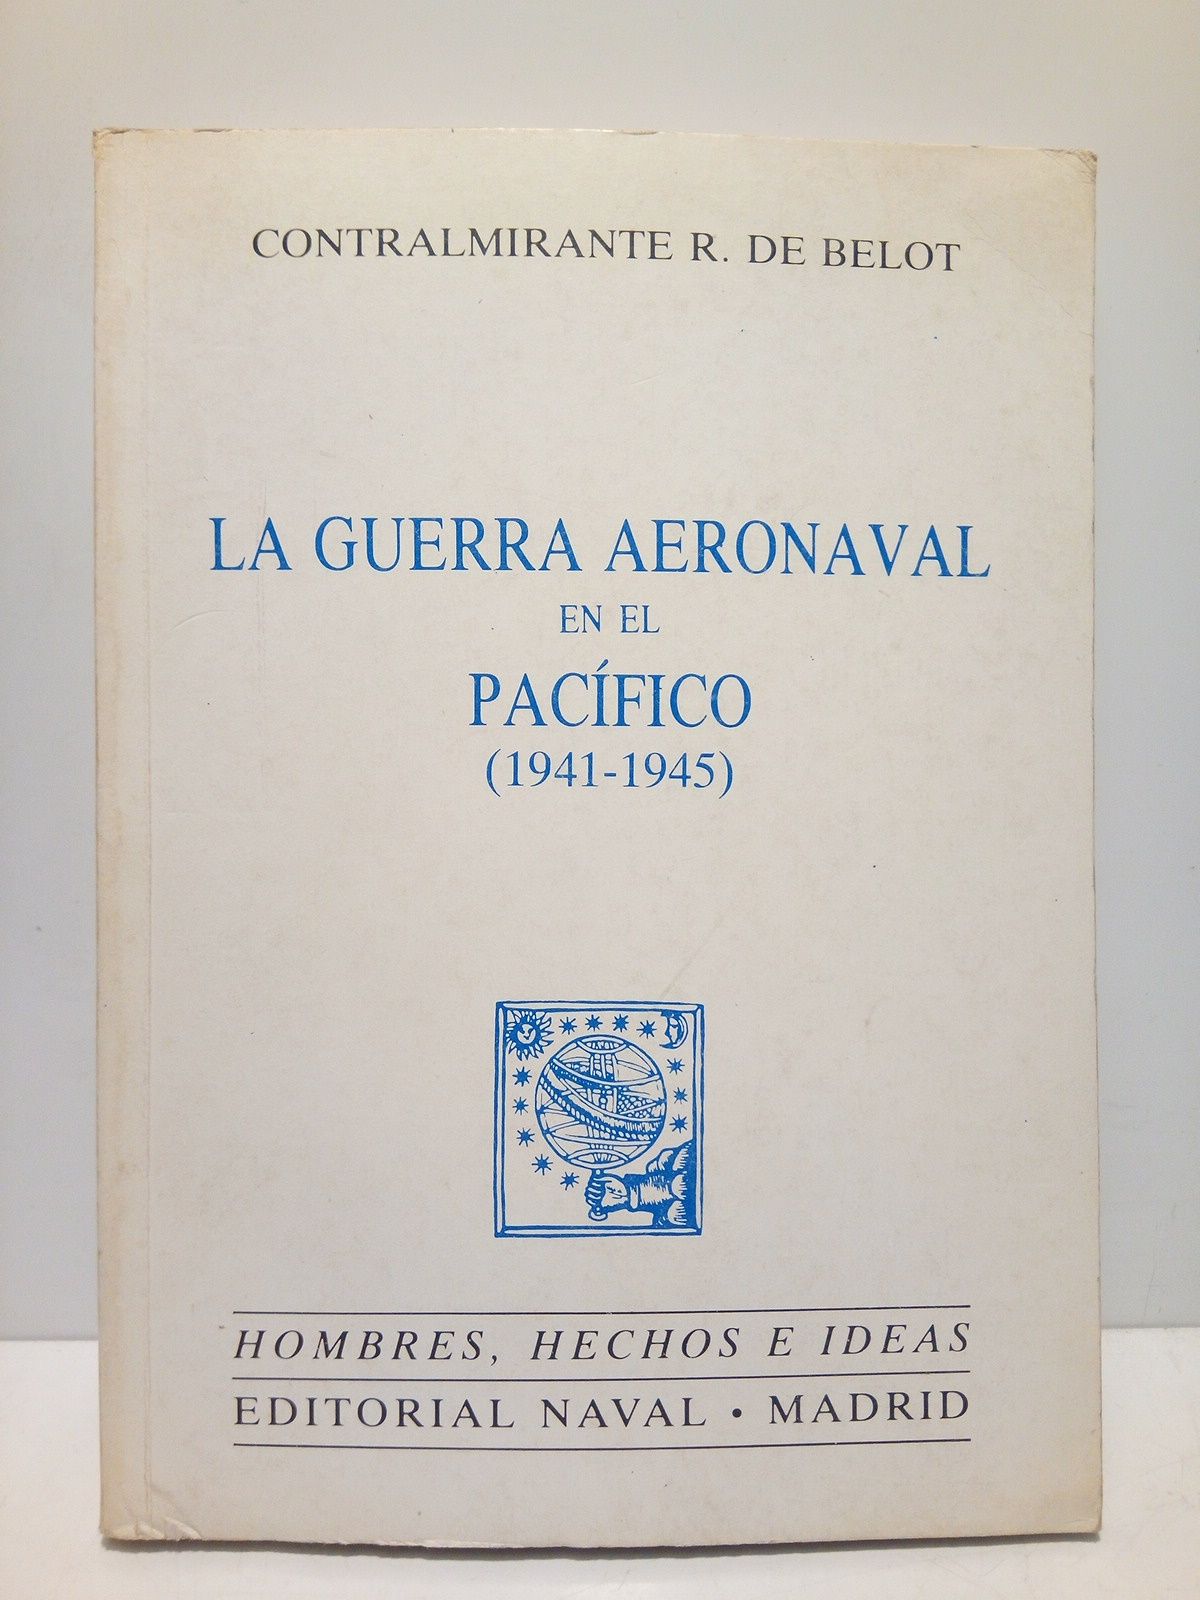 CONTRALMIRANTE R. DE BELOT
LA GUERRA AERONAVAL
EN EL
PACÍFICO
(1941-1945)
HOMBRES, HECHOS E IDEAS
EDITORIAL NAVAL • MADRID